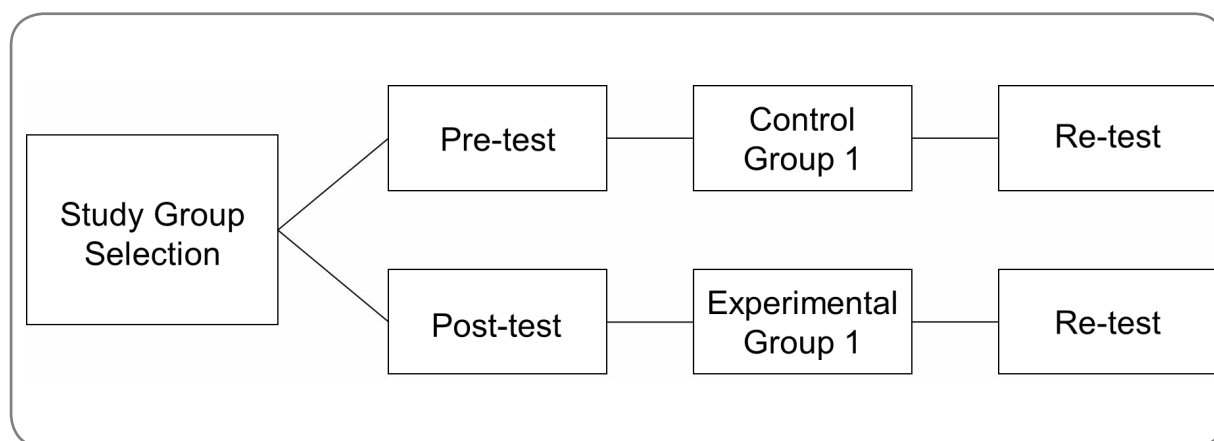 Study Group
Selection
Pre-test
Control
Group 1
Re-test
Post-test
Experimental
Group 1
Re-test